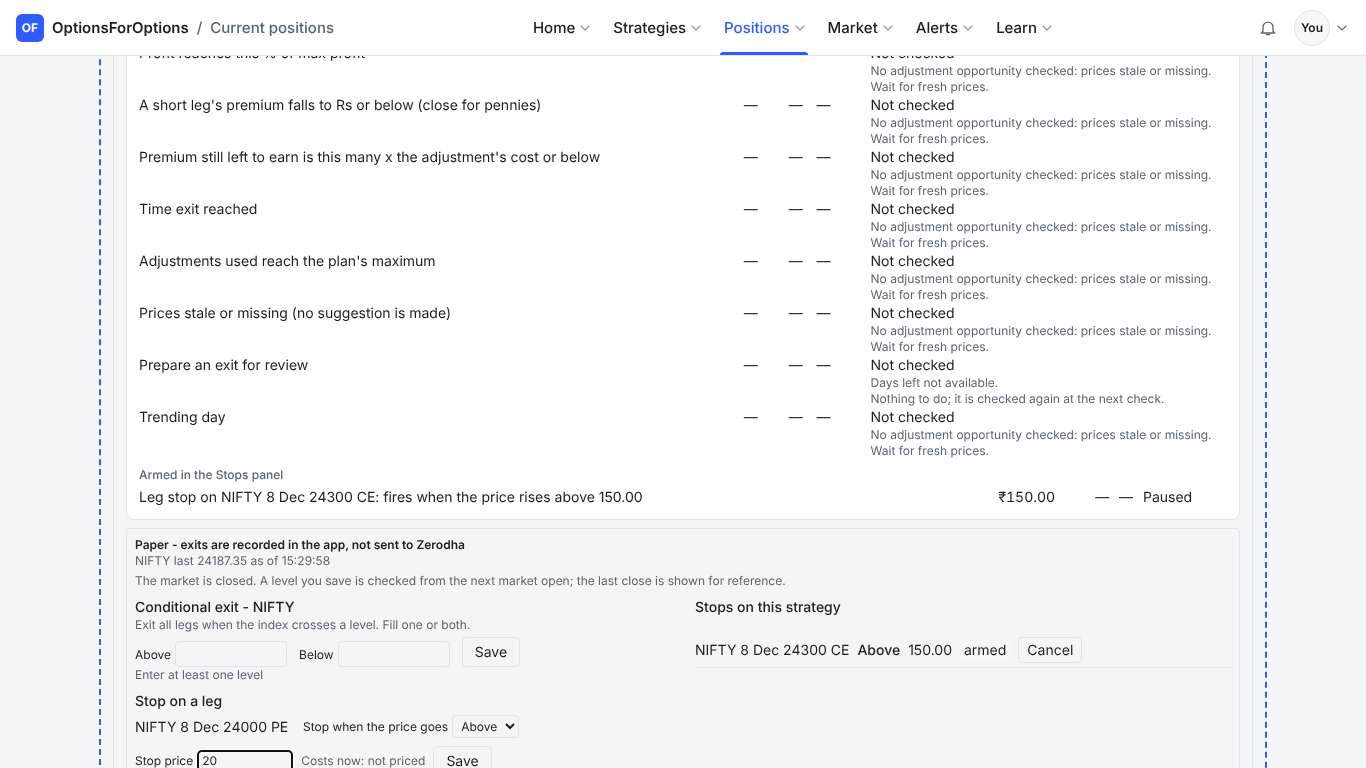 OF OptionsForOptions / Current positions Home Strategies Positions Market Alerts Learn You
Profit reaches this % of max profit Not checked
No adjustment opportunity checked: prices stale or missing.
Wait for fresh prices.
A short leg's premium falls to Rs or below (close for pennies) — — — Not checked
No adjustment opportunity checked: prices stale or missing.
Wait for fresh prices.
Premium still left to earn is this many x the adjustment's cost or below — — — Not checked
No adjustment opportunity checked: prices stale or missing.
Wait for fresh prices.
Time exit reached — — — Not checked
No adjustment opportunity checked: prices stale or missing.
Wait for fresh prices.
Adjustments used reach the plan's maximum — — — Not checked
No adjustment opportunity checked: prices stale or missing.
Wait for fresh prices.
Prices stale or missing (no suggestion is made) — — — Not checked
No adjustment opportunity checked: prices stale or missing.
Wait for fresh prices.
Prepare an exit for review — — — Not checked
Days left not available.
Nothing to do; it is checked again at the next check.
Trending day — — — Not checked
No adjustment opportunity checked: prices stale or missing.
Wait for fresh prices.
Armed in the Stops panel
Leg stop on NIFTY 8 Dec 24300 CE: fires when the price rises above 150.00 ₹150.00 — — Paused
Paper - exits are recorded in the app, not sent to Zerodha
NIFTY last 24187.35 as of 15:29:58
The market is closed. A level you save is checked from the next market open; the last close is shown for reference.
Conditional exit - NIFTY
Exit all legs when the index crosses a level. Fill one or both.
Above Below Save
Enter at least one level
Stops on this strategy
NIFTY 8 Dec 24300 CE Above 150.00 armed Cancel
Stop on a leg
NIFTY 8 Dec 24000 PE Stop when the price goes Above
Stop price 20 Costs now: not priced Save